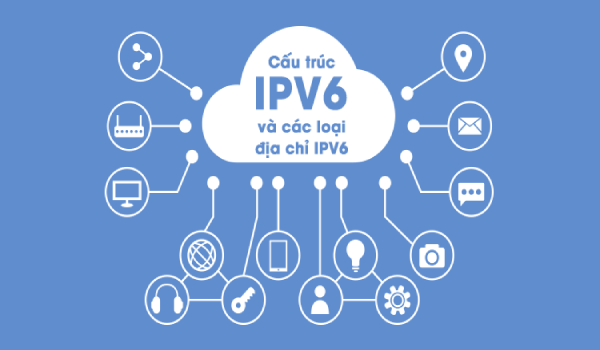 Cấu trúc
IPV6
và các loại
địa chỉ IPV6